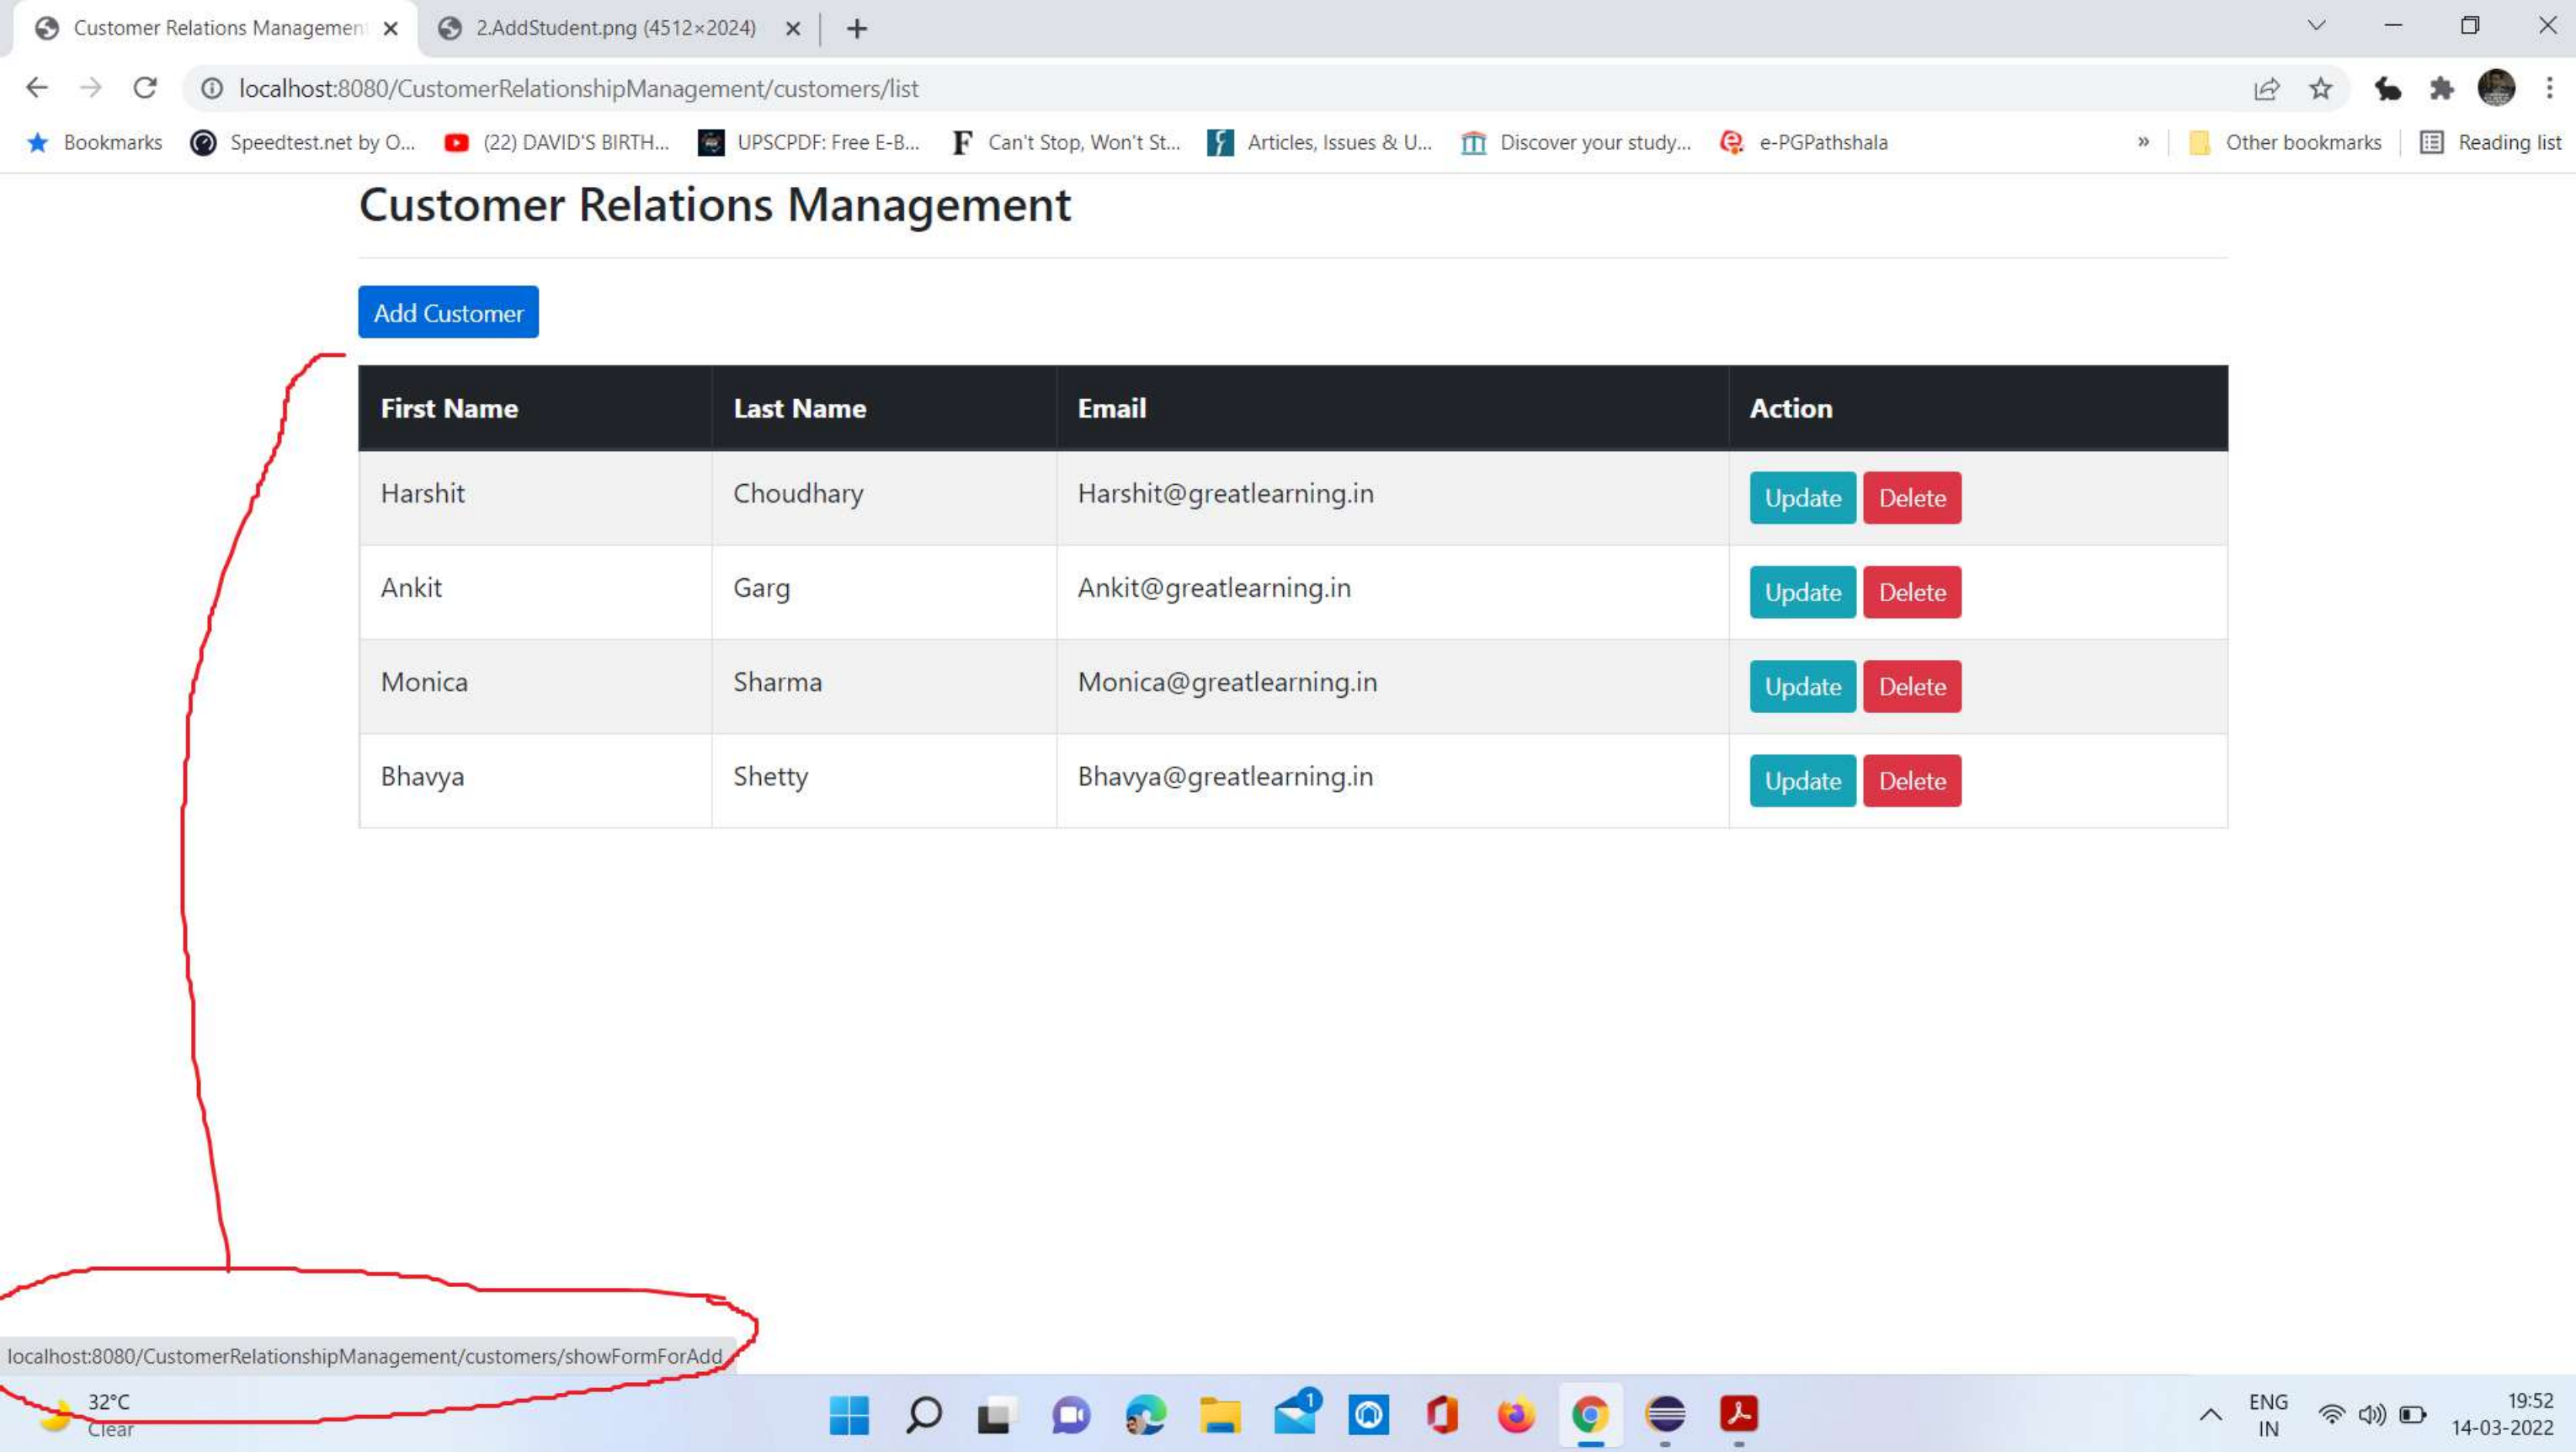 Customer Relations Management
2.AddStudent.png (4512×2024)
localhost:8080/CustomerRelationshipManagement/customers/list
Bookmarks Speedtest.net by O... (22) DAVID'S BIRTH... UPSCPDF: Free E-B... F Can't Stop, Won't St... Articles, Issues & U... Discover your study... e-PGPathshala » Other bookmarks Reading list
Customer Relations Management
Add Customer
First Name Last Name Email Action
Harshit Choudhary Harshit@greatlearning.in Update Delete
Ankit Garg Ankit@greatlearning.in Update Delete
Monica Sharma Monica@greatlearning.in Update Delete
Bhavya Shetty Bhavya@greatlearning.in Update Delete
localhost:8080/CustomerRelationshipManagement/customers/showFormForAdd
32°C
Clear
1
ENG
IN
19:52
14-03-2022